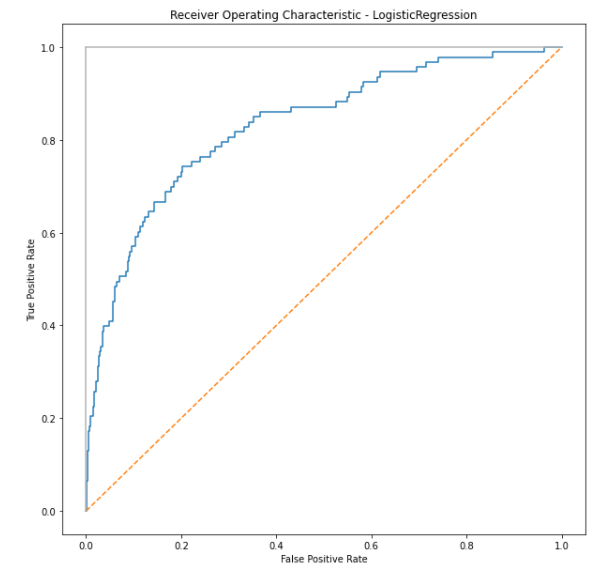 Receiver Operating Characteristic - LogisticRegression
1.0
0.8
0.6
0.4
0.2
0.0
True Positive Rate
0.0 0.2 0.4 0.6 0.8 1.0
False Positive Rate